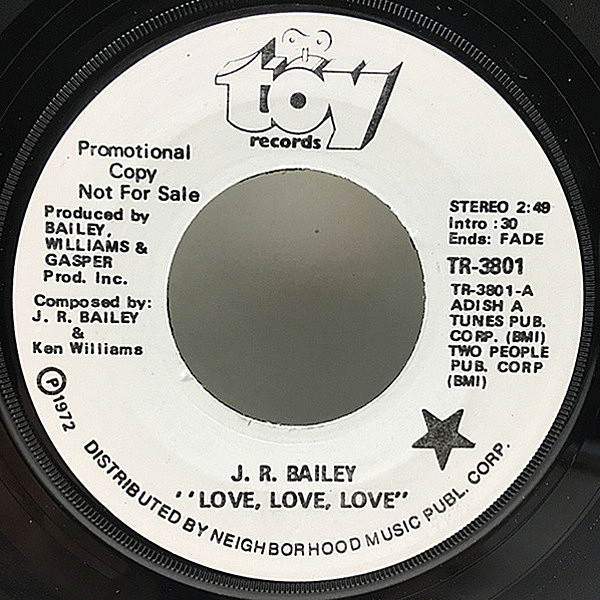 toy
records
Promotional
Copy
Not For Sale
Produced by
BAILEY,
WILLIAMS &
GASPER
Prod. Inc.
Composed by:
J. R. BAILEY
&
Ken Williams
℗1972
STEREO 2:49
Intro :30
Ends: FADE
TR-3801
TR-3801-A
ADISH A
TUNES PUB.
CORP. (BMI)
TWO PEOPLE
PUB. CORP
(BMI)
J. R. BAILEY
''LOVE, LOVE, LOVE"
DISTRIBUTED BY NEIGHBORHOOD MUSIC PUBL. CORP.